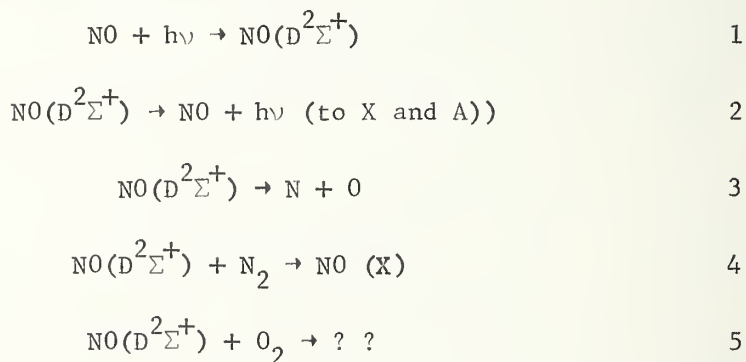 NO + hν → NO(D²Σ⁺) 1
NO(D²Σ⁺) → NO + hν (to X and A)) 2
NO(D²Σ⁺) → N + O 3
NO(D²Σ⁺) + N₂ → NO (X) 4
NO(D²Σ⁺) + O₂ → ? ? 5